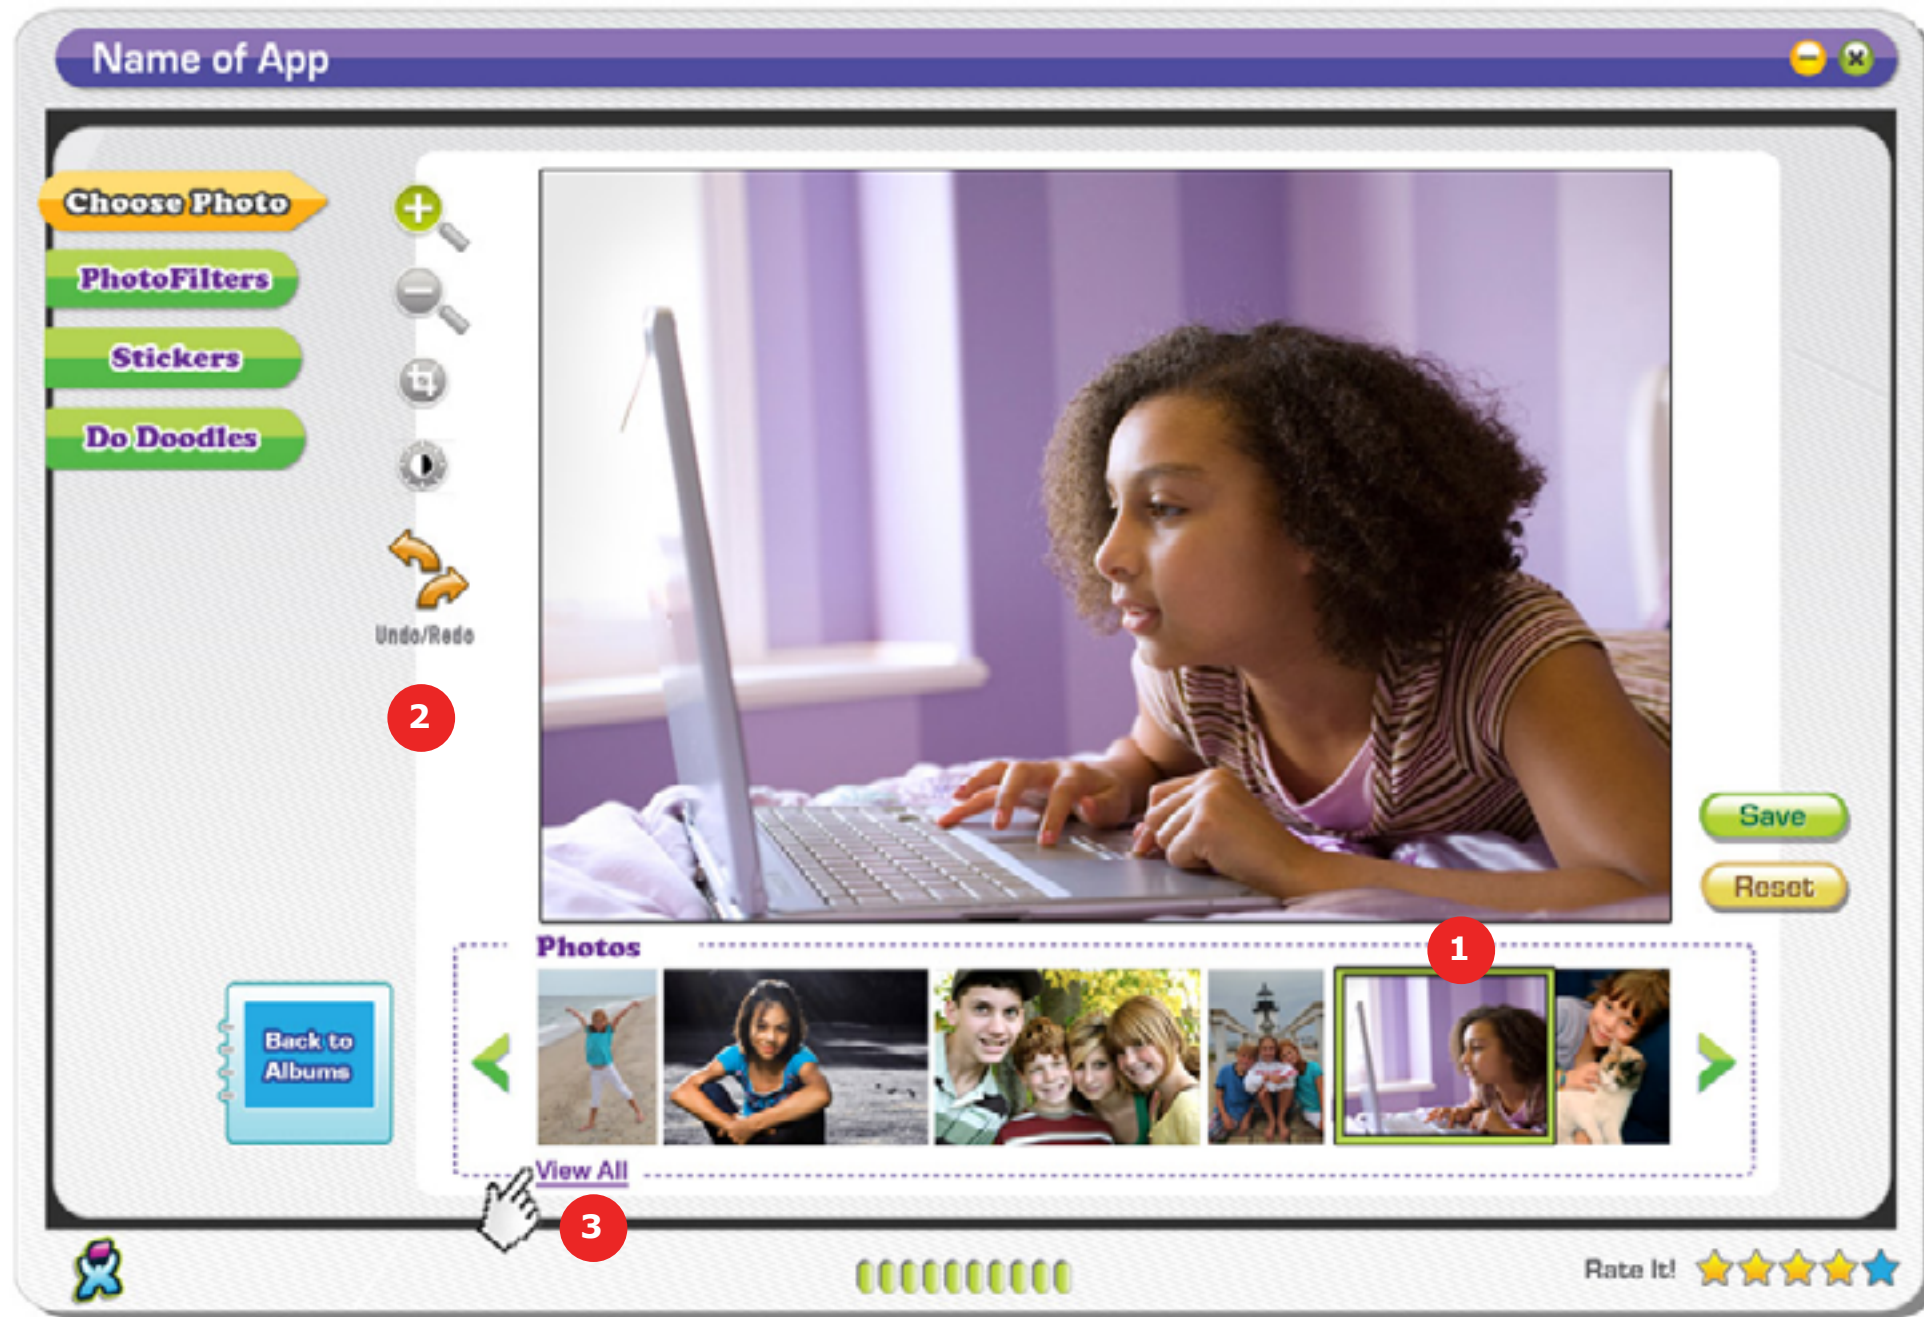 Name of App
Choose Photo
PhotoFilters
Stickers
Do Doodles
Undo/Redo
2
Save
Reset
Photos
1
Back to
Albums
View All
3
Rate It!